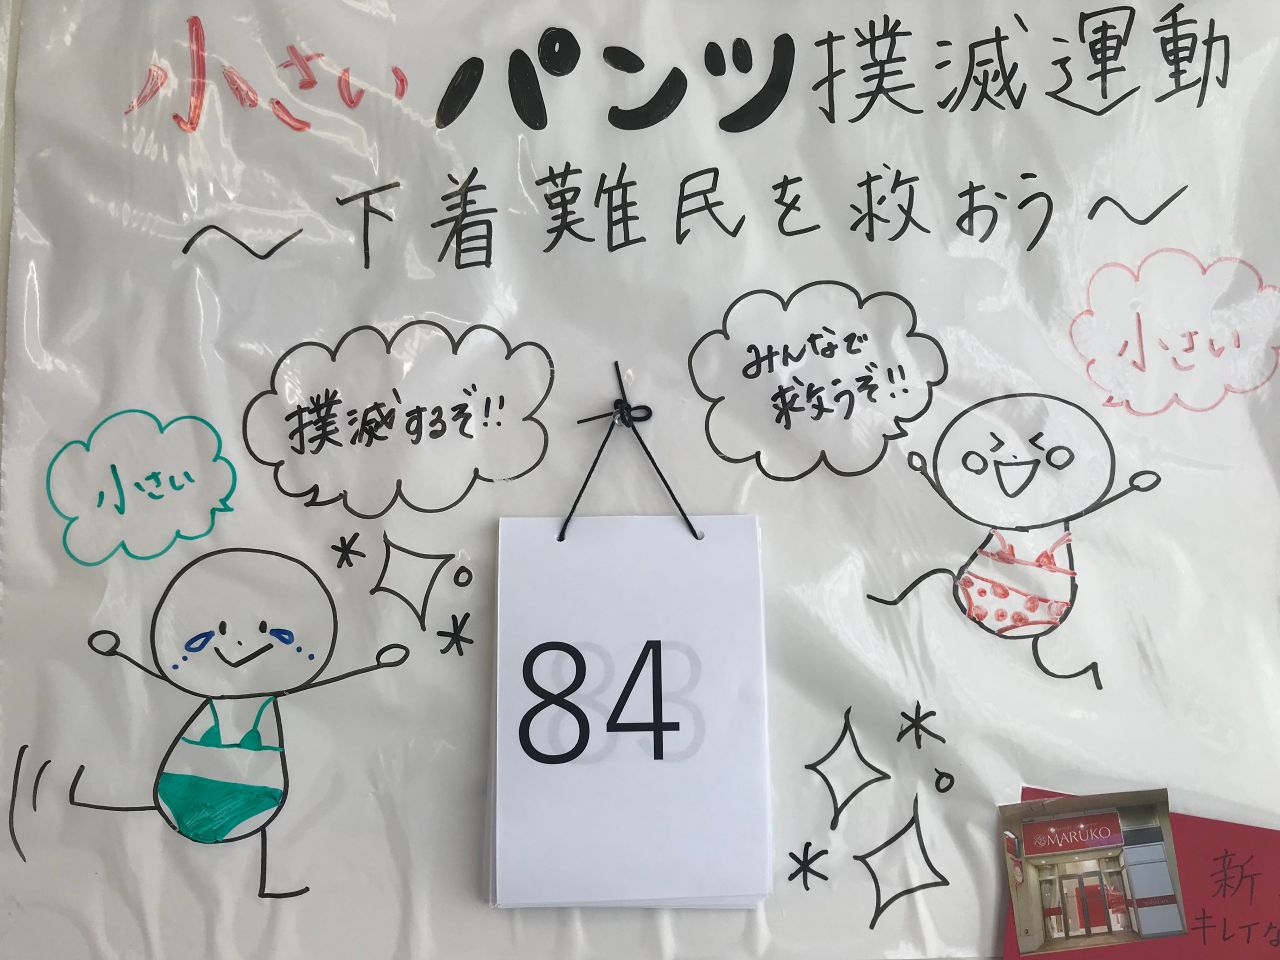 小さいパンツ撲滅運動
〜下着難民を救おう〜
小さい
撲滅するぞ!!
みんなで
救うぞ!!
小さい
84
MARUKO
新
キレイな